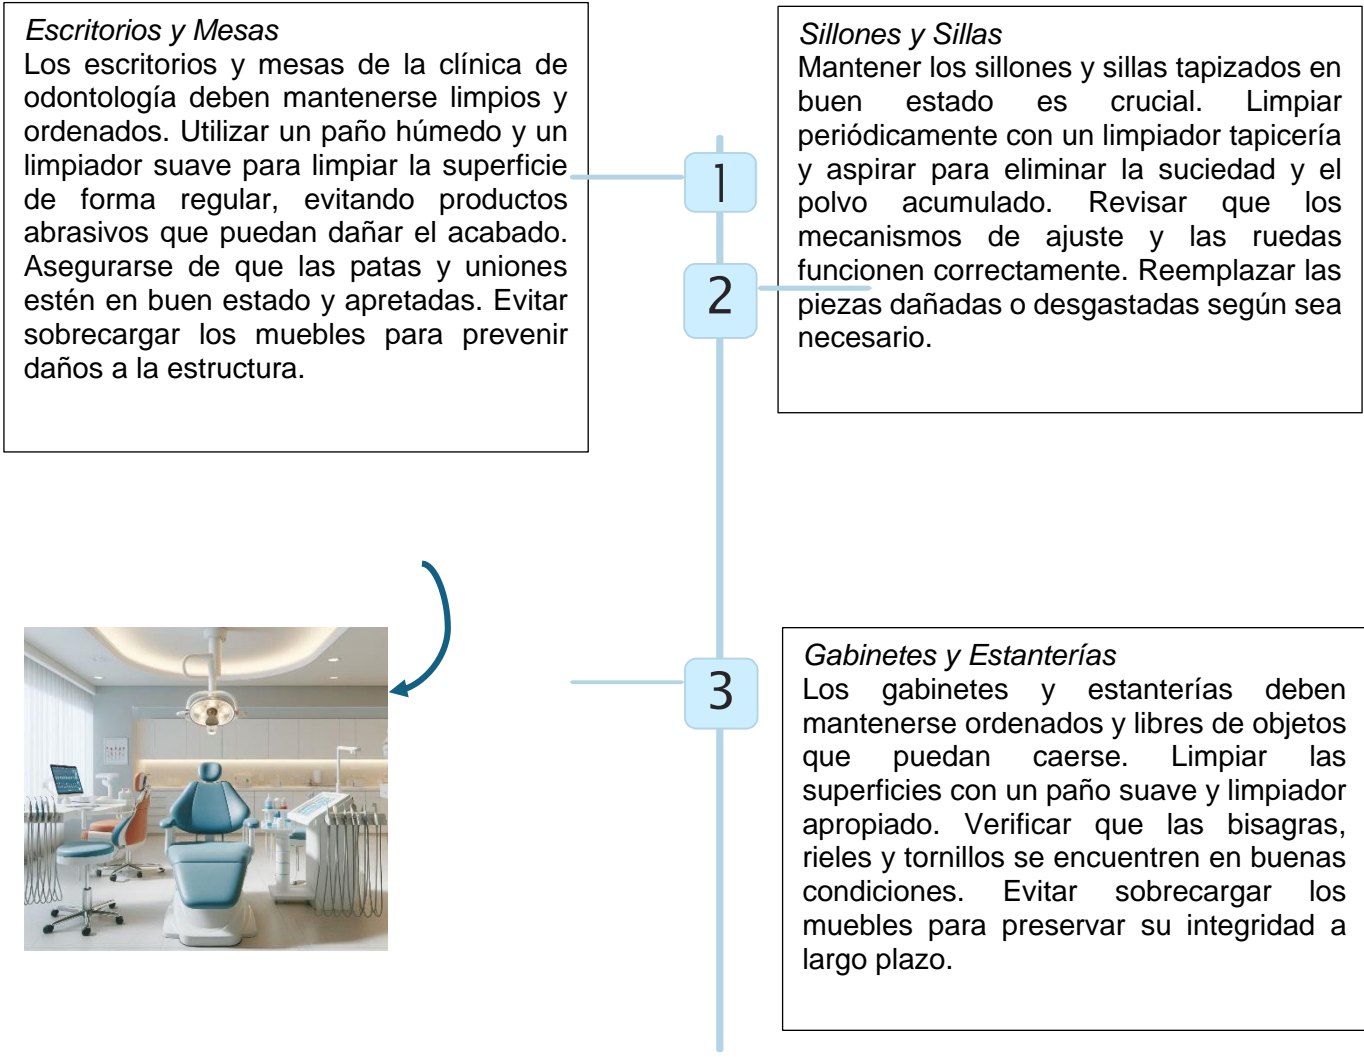 Escritorios y Mesas
Los escritorios y mesas de la clínica de
odontología deben mantenerse limpios y
ordenados. Utilizar un paño húmedo y un
limpiador suave para limpiar la superficie
de forma regular, evitando productos
abrasivos que puedan dañar el acabado.
Asegurarse de que las patas y uniones
estén en buen estado y apretadas. Evitar
sobrecargar los muebles para prevenir
daños a la estructura.
1
Sillones y Sillas
Mantener los sillones y sillas tapizados en
buen estado es crucial. Limpiar
periódicamente con un limpiador tapicería
y aspirar para eliminar la suciedad y el
polvo acumulado. Revisar que los
mecanismos de ajuste y las ruedas
funcionen correctamente. Reemplazar las
piezas dañadas o desgastadas según sea
necesario.
2
3
Gabinetes y Estanterías
Los gabinetes y estanterías deben
mantenerse ordenados y libres de objetos
que puedan caerse. Limpiar las
superficies con un paño suave y limpiador
apropiado. Verificar que las bisagras,
rieles y tornillos se encuentren en buenas
condiciones. Evitar sobrecargar los
muebles para preservar su integridad a
largo plazo.